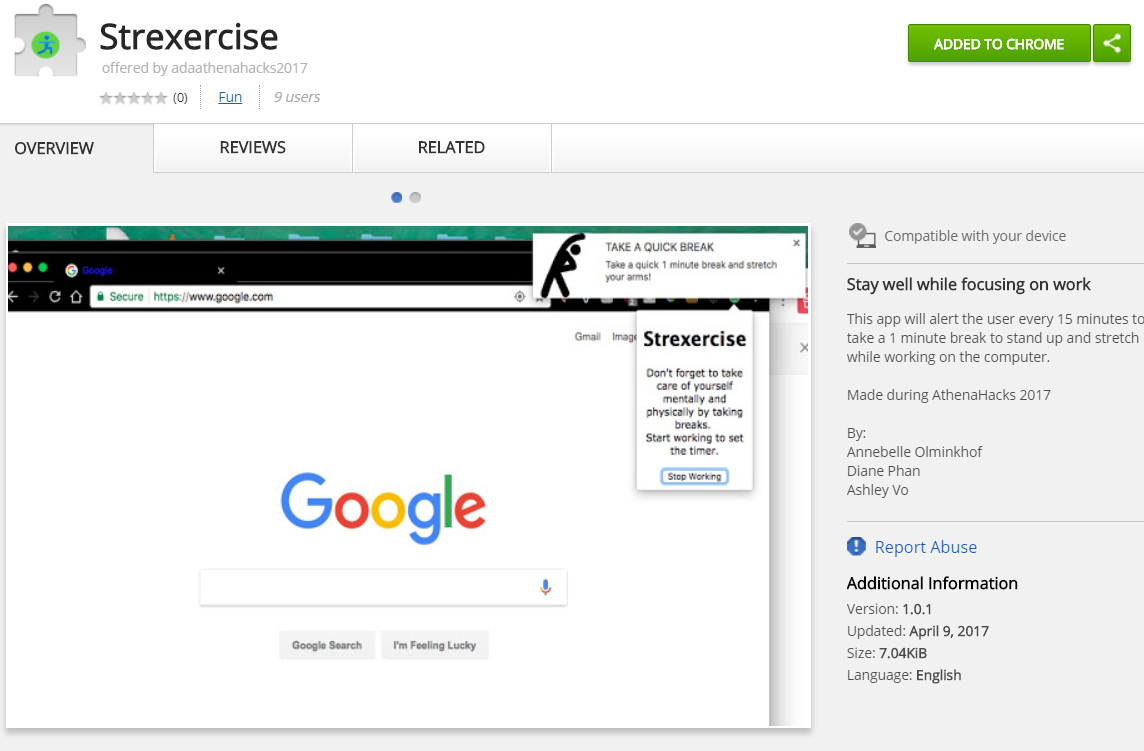 Strexercise
offered by adaathenahacks2017
(0)
Fun
9 users
ADDED TO CHROME
OVERVIEW
REVIEWS
RELATED
Google
Secure
https://www.google.com
TAKE A QUICK BREAK
Take a quick 1 minute break and stretch
your arms!
Gmail
Strexercise
Don't forget to take
care of yourself
mentally and
physically by taking
breaks.
Start working to set
the timer.
Stop Working
Google
Google Search
I'm Feeling Lucky
Compatible with your device
Stay well while focusing on work
This app will alert the user every 15 minutes to
take a 1 minute break to stand up and stretch
while working on the computer.
Made during AthenaHacks 2017
By:
Annebelle Olminkhof
Diane Phan
Ashley Vo
Report Abuse
Additional Information
Version: 1.0.1
Updated: April 9, 2017
Size: 7.04KiB
Language: English